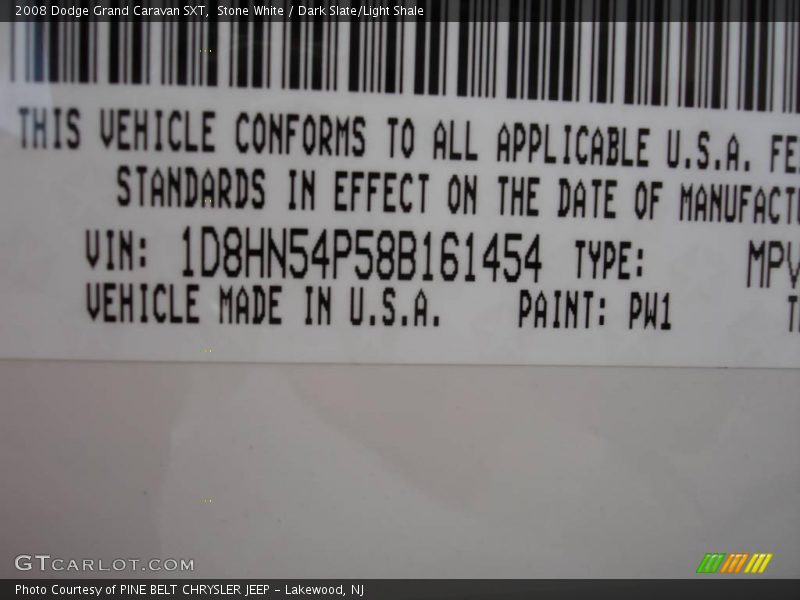 2008 Dodge Grand Caravan SXT, Stone White / Dark Slate/Light Shale
THIS VEHICLE CONFORMS TO ALL APPLICABLE U.S.A. FE
STANDARDS IN EFFECT ON THE DATE OF MANUFACT
VIN: 1D8HN54P58B161454 TYPE: MPV
VEHICLE MADE IN U.S.A. PAINT: PW1
GTCARLOT.COM
Photo Courtesy of PINE BELT CHRYSLER JEEP - Lakewood, NJ